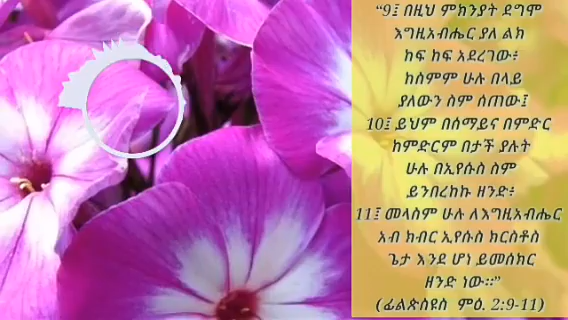 “9፤ በዚህ ምክንያት ደግሞ
እግዚአብሔር ያለ ልክ
ከፍ ከፍ አደረገው፥
ከስምም ሁሉ በላይ
ያለውን ስም ሰጠው፤
10፤ ይህም በሰማይና በምድር
ከምድርም በታች ያሉት
ሁሉ በኢየሱስ ስም
ይንበረከኩ ዘንድ፥
11፤ መላስም ሁሉ ለእግዚአብሔር
አብ ክብር ኢየሱስ ክርስቶስ
ጌታ እንደ ሆነ ይመሰክር
ዘንድ ነው።”
(ፊልጵስዩስ ምዕ. 2:9-11)